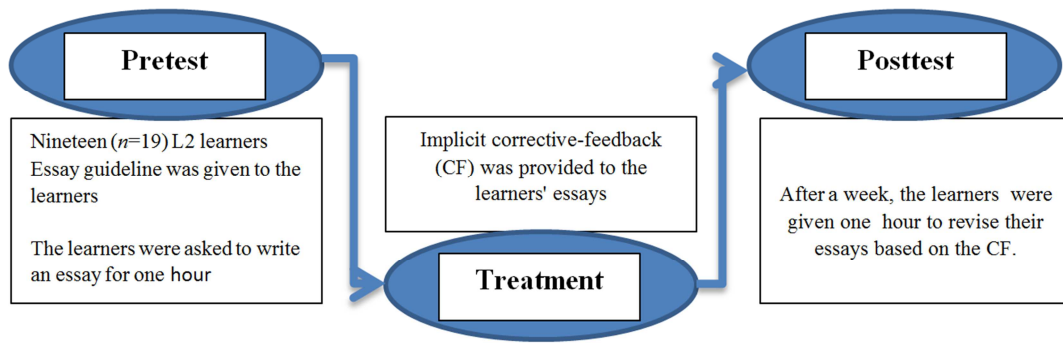 Pretest
Nineteen (n=19) L2 learners
Essay guideline was given to the
learners
The learners were asked to write
an essay for one hour
Implicit corrective-feedback
(CF) was provided to the
learners' essays
Treatment
Posttest
After a week, the learners were
given one hour to revise their
essays based on the CF.